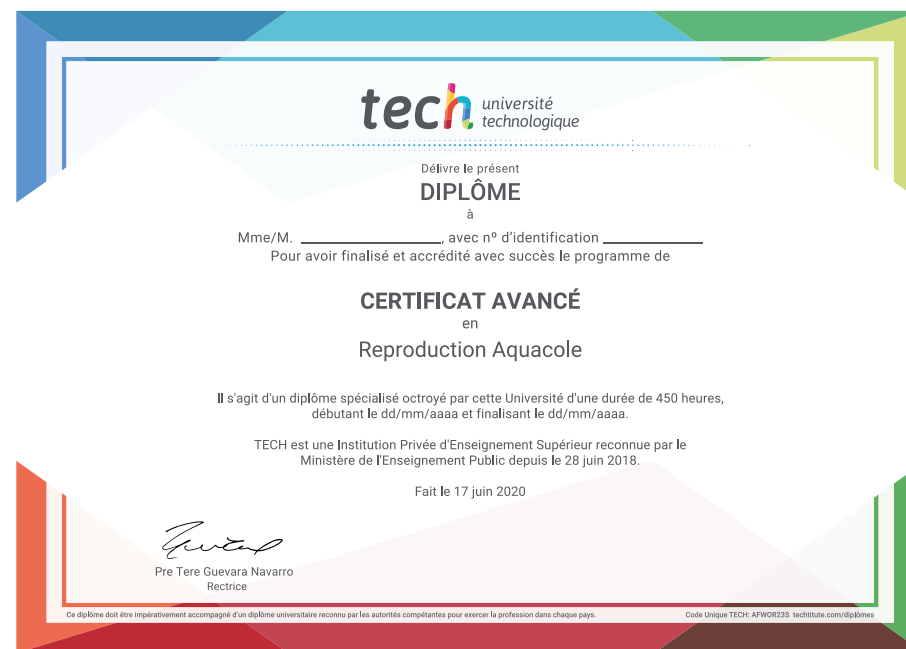 tech université
technologique
Délivre le présent
DIPLÔME
à
Mme/M. ____________________, avec nº d'identification ______________
Pour avoir finalisé et accrédité avec succès le programme de
CERTIFICAT AVANCÉ
en
Reproduction Aquacole
Il s'agit d'un diplôme spécialisé octroyé par cette Université d'une durée de 450 heures,
débutant le dd/mm/aaaa et finalisant le dd/mm/aaaa.
TECH est une Institution Privée d'Enseignement Supérieur reconnue par le
Ministère de l'Enseignement Public depuis le 28 juin 2018.
Fait le 17 juin 2020
Pre Tere Guevara Navarro
Rectrice
Ce diplôme doit être impérativement accompagné d'un diplôme universitaire reconnu par les autorités compétantes pour exercer la profession dans chaque pays.
Code Unique TECH: AFWOR23S techtitute.com/diplômes